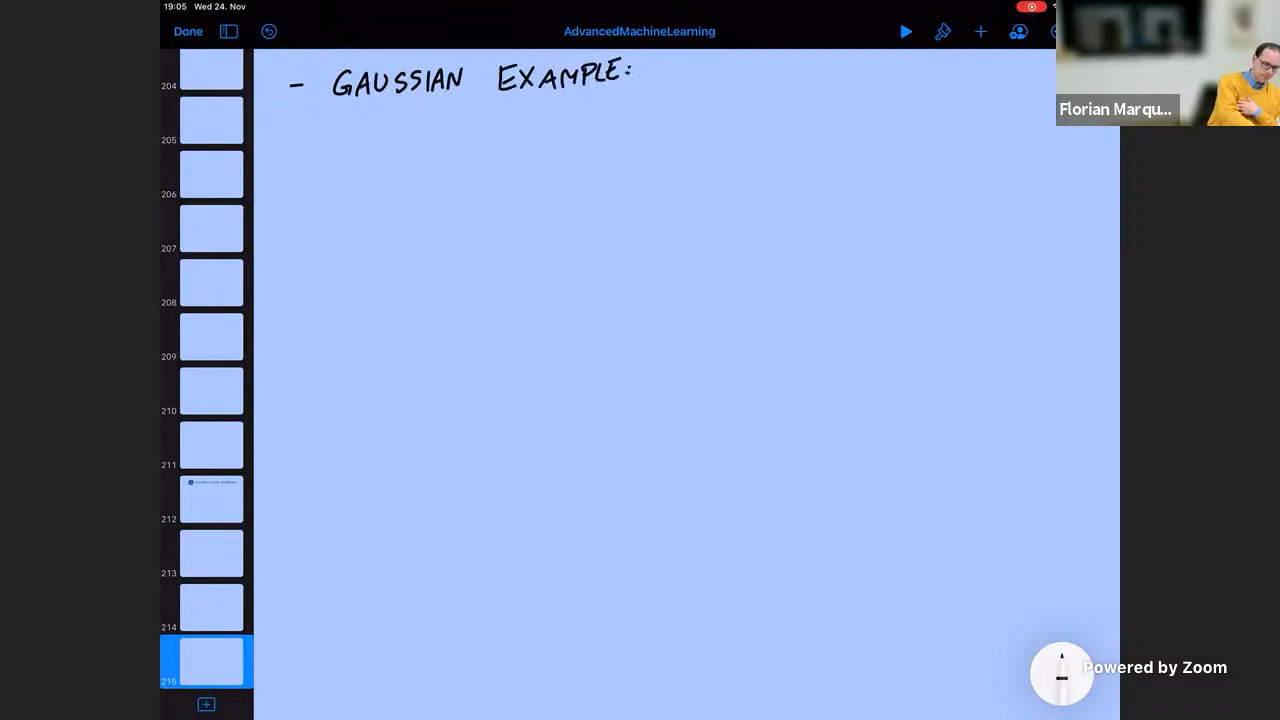 19:05 Wed 24. Nov
Done
AdvancedMachineLearning
- GAUSSIAN EXAMPLE:
Florian Marqu...
204
205
206
207
208
209
210
211
212
213
214
215
Powered by Zoom